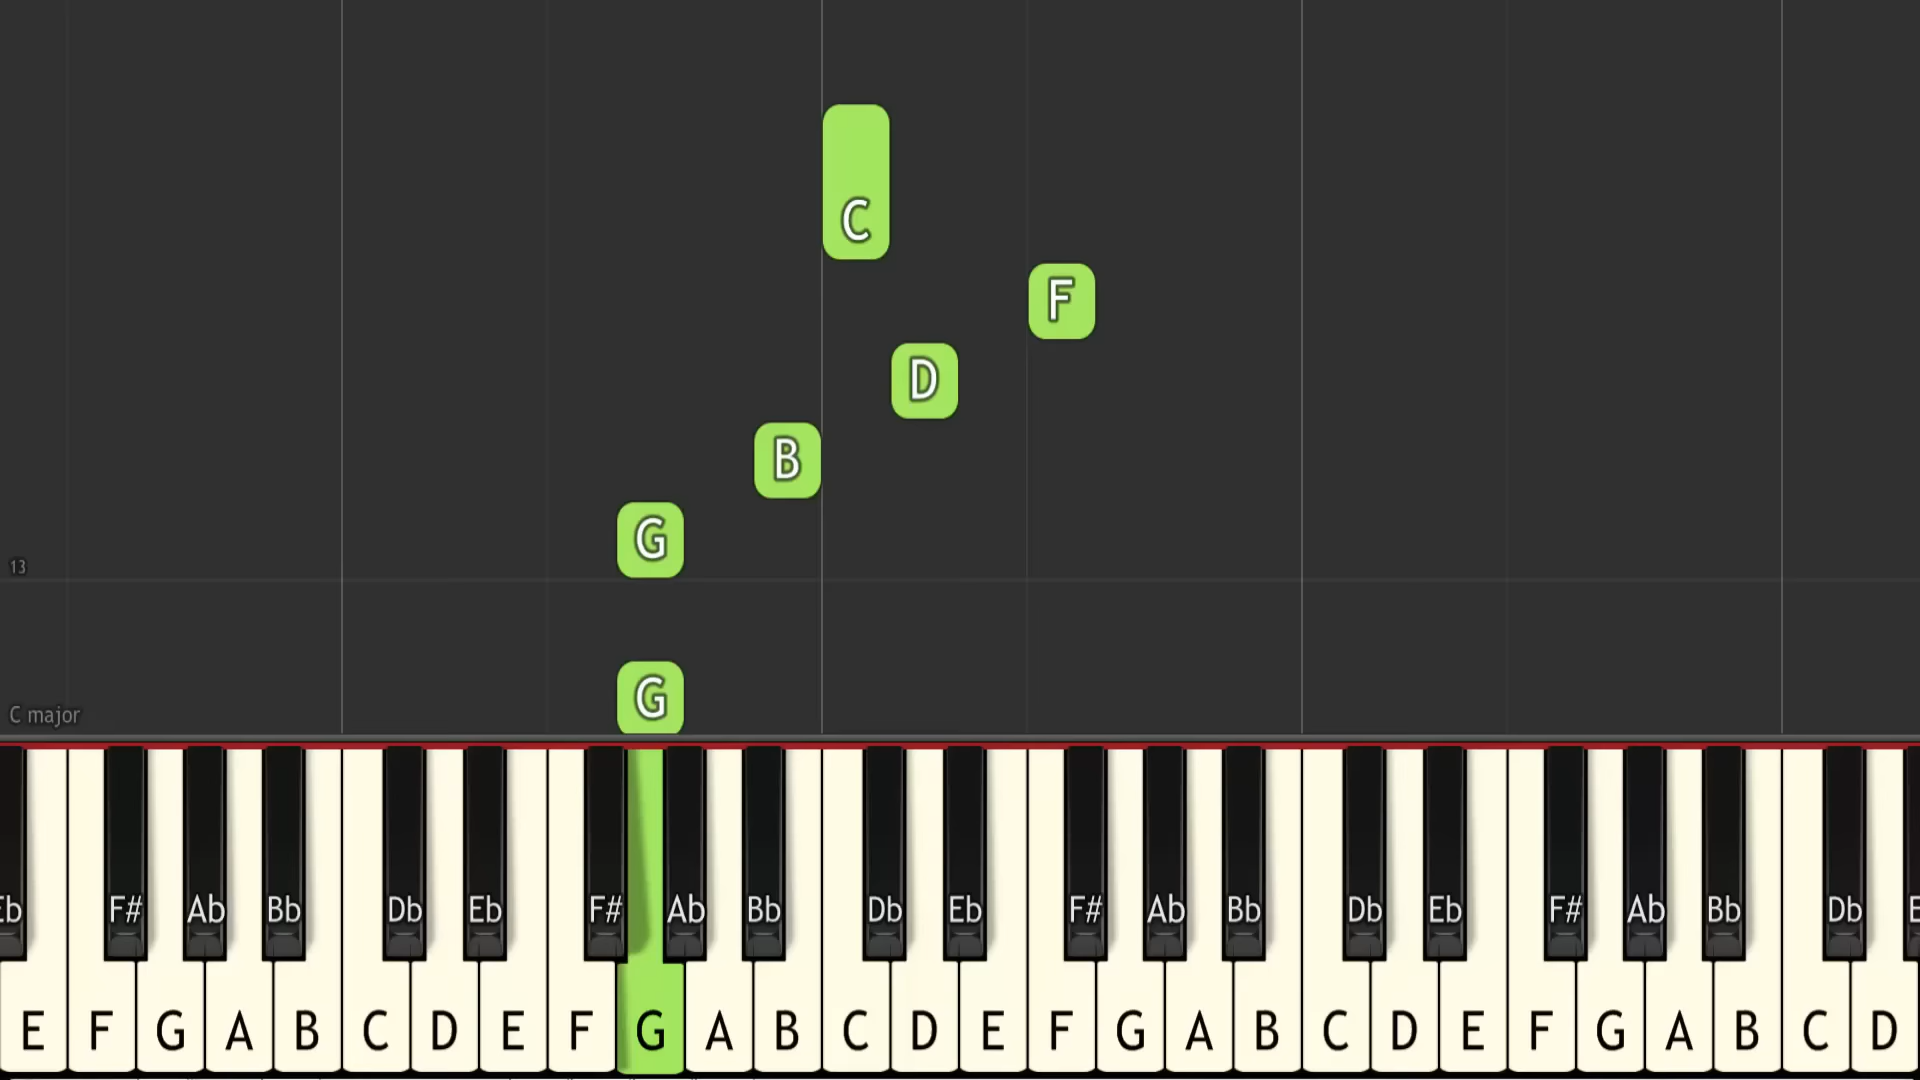 C
F
D
B
G
13
G
C major
Eb F# Ab Bb Db Eb F# Ab Bb Db Eb F# Ab Bb Db Eb F# Ab Bb Db E
E F G A B C D E F G A B C D E F G A B C D E F G A B C D